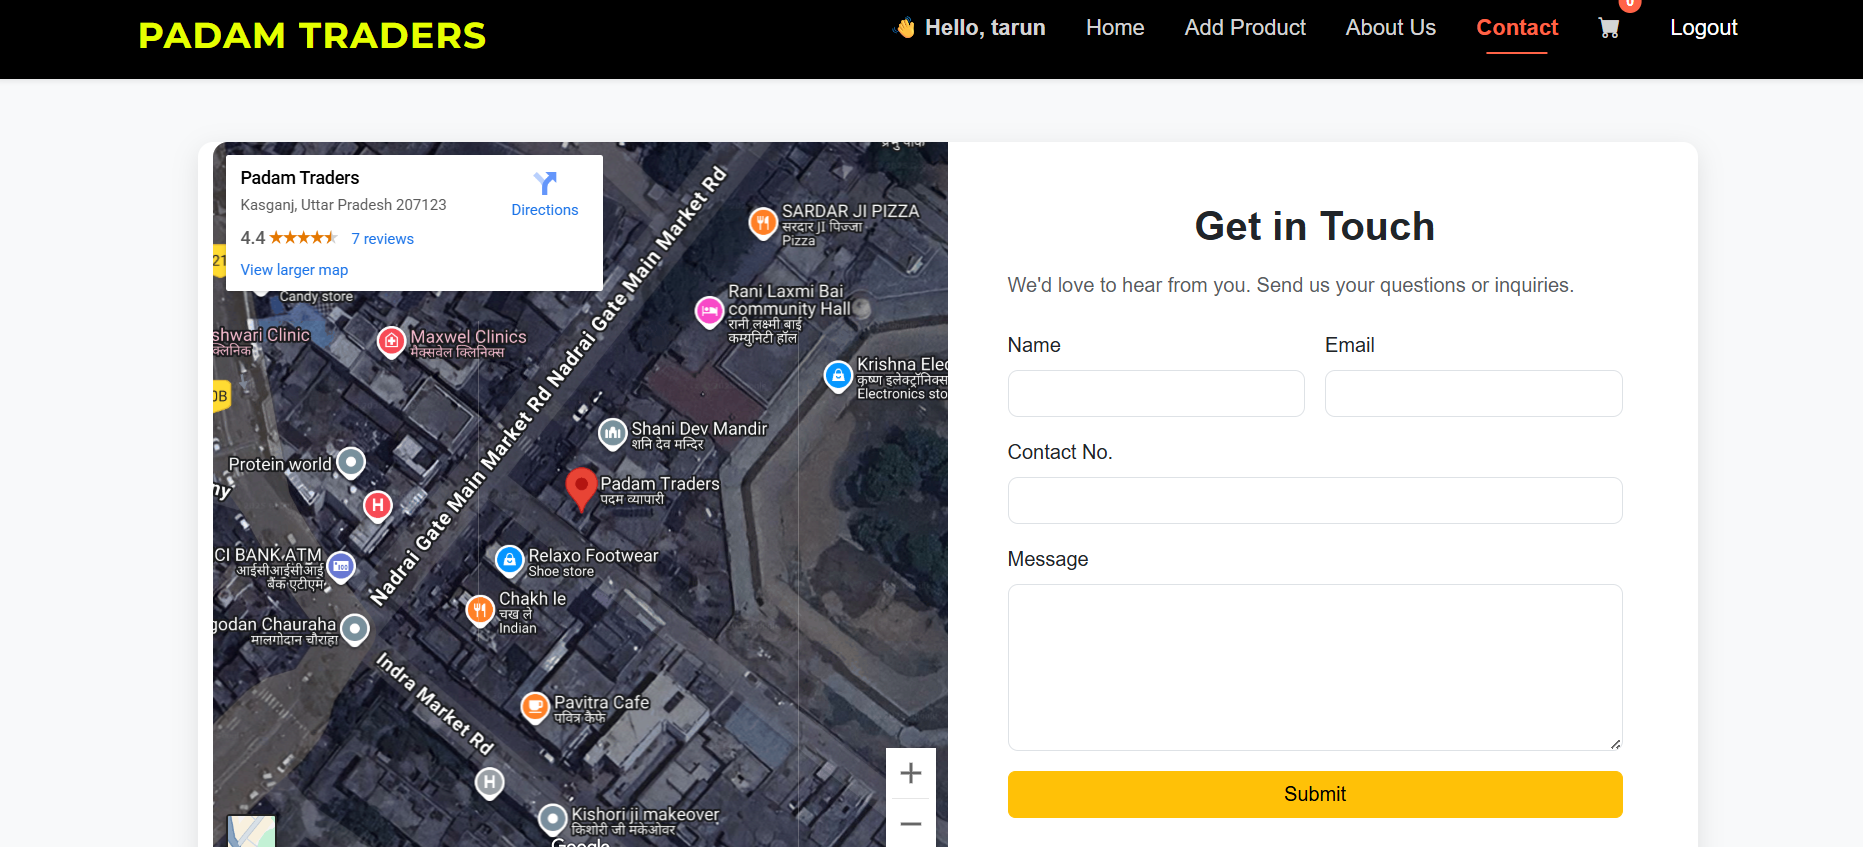 PADAM TRADERS
👋 Hello, tarun
Home
Add Product
About Us
Contact
0
Logout
Padam Traders
Kasganj, Uttar Pradesh 207123
4.4
7 reviews
View larger map
Directions
21
Candy store
SARDAR JI PIZZA
सरदार JI पिज्जा
Pizza
Rani Laxmi Bai
community Hall
रानी लक्ष्मी बाई
कम्युनिटी हॉल
shwari Clinic
क्लिनिक
Maxwel Clinics
मैक्सवेल क्लिनिक्स
Krishna Elec
कृष्ण इलेक्ट्रॉनिक्स
Electronics sto
0B
Nadrai Gate Main Market Rd
Nadrai Gate Main Market Rd
Shani Dev Mandir
शनि देव मन्दिर
Protein world
ny
H
Padam Traders
पदम व्यापारी
CI BANK ATM
आईसीआईसीआई
बैंक एटीएम
Relaxo Footwear
Shoe store
Chakh le
चख ले
Indian
godan Chauraha
मालगोदान चौराहा
Indra Market Rd
Pavitra Cafe
पवित्र कैफे
H
Kishori ji makeover
किशोरी जी मेकओवर
Google
Get in Touch
We'd love to hear from you. Send us your questions or inquiries.
Name
Email
Contact No.
Message
Submit